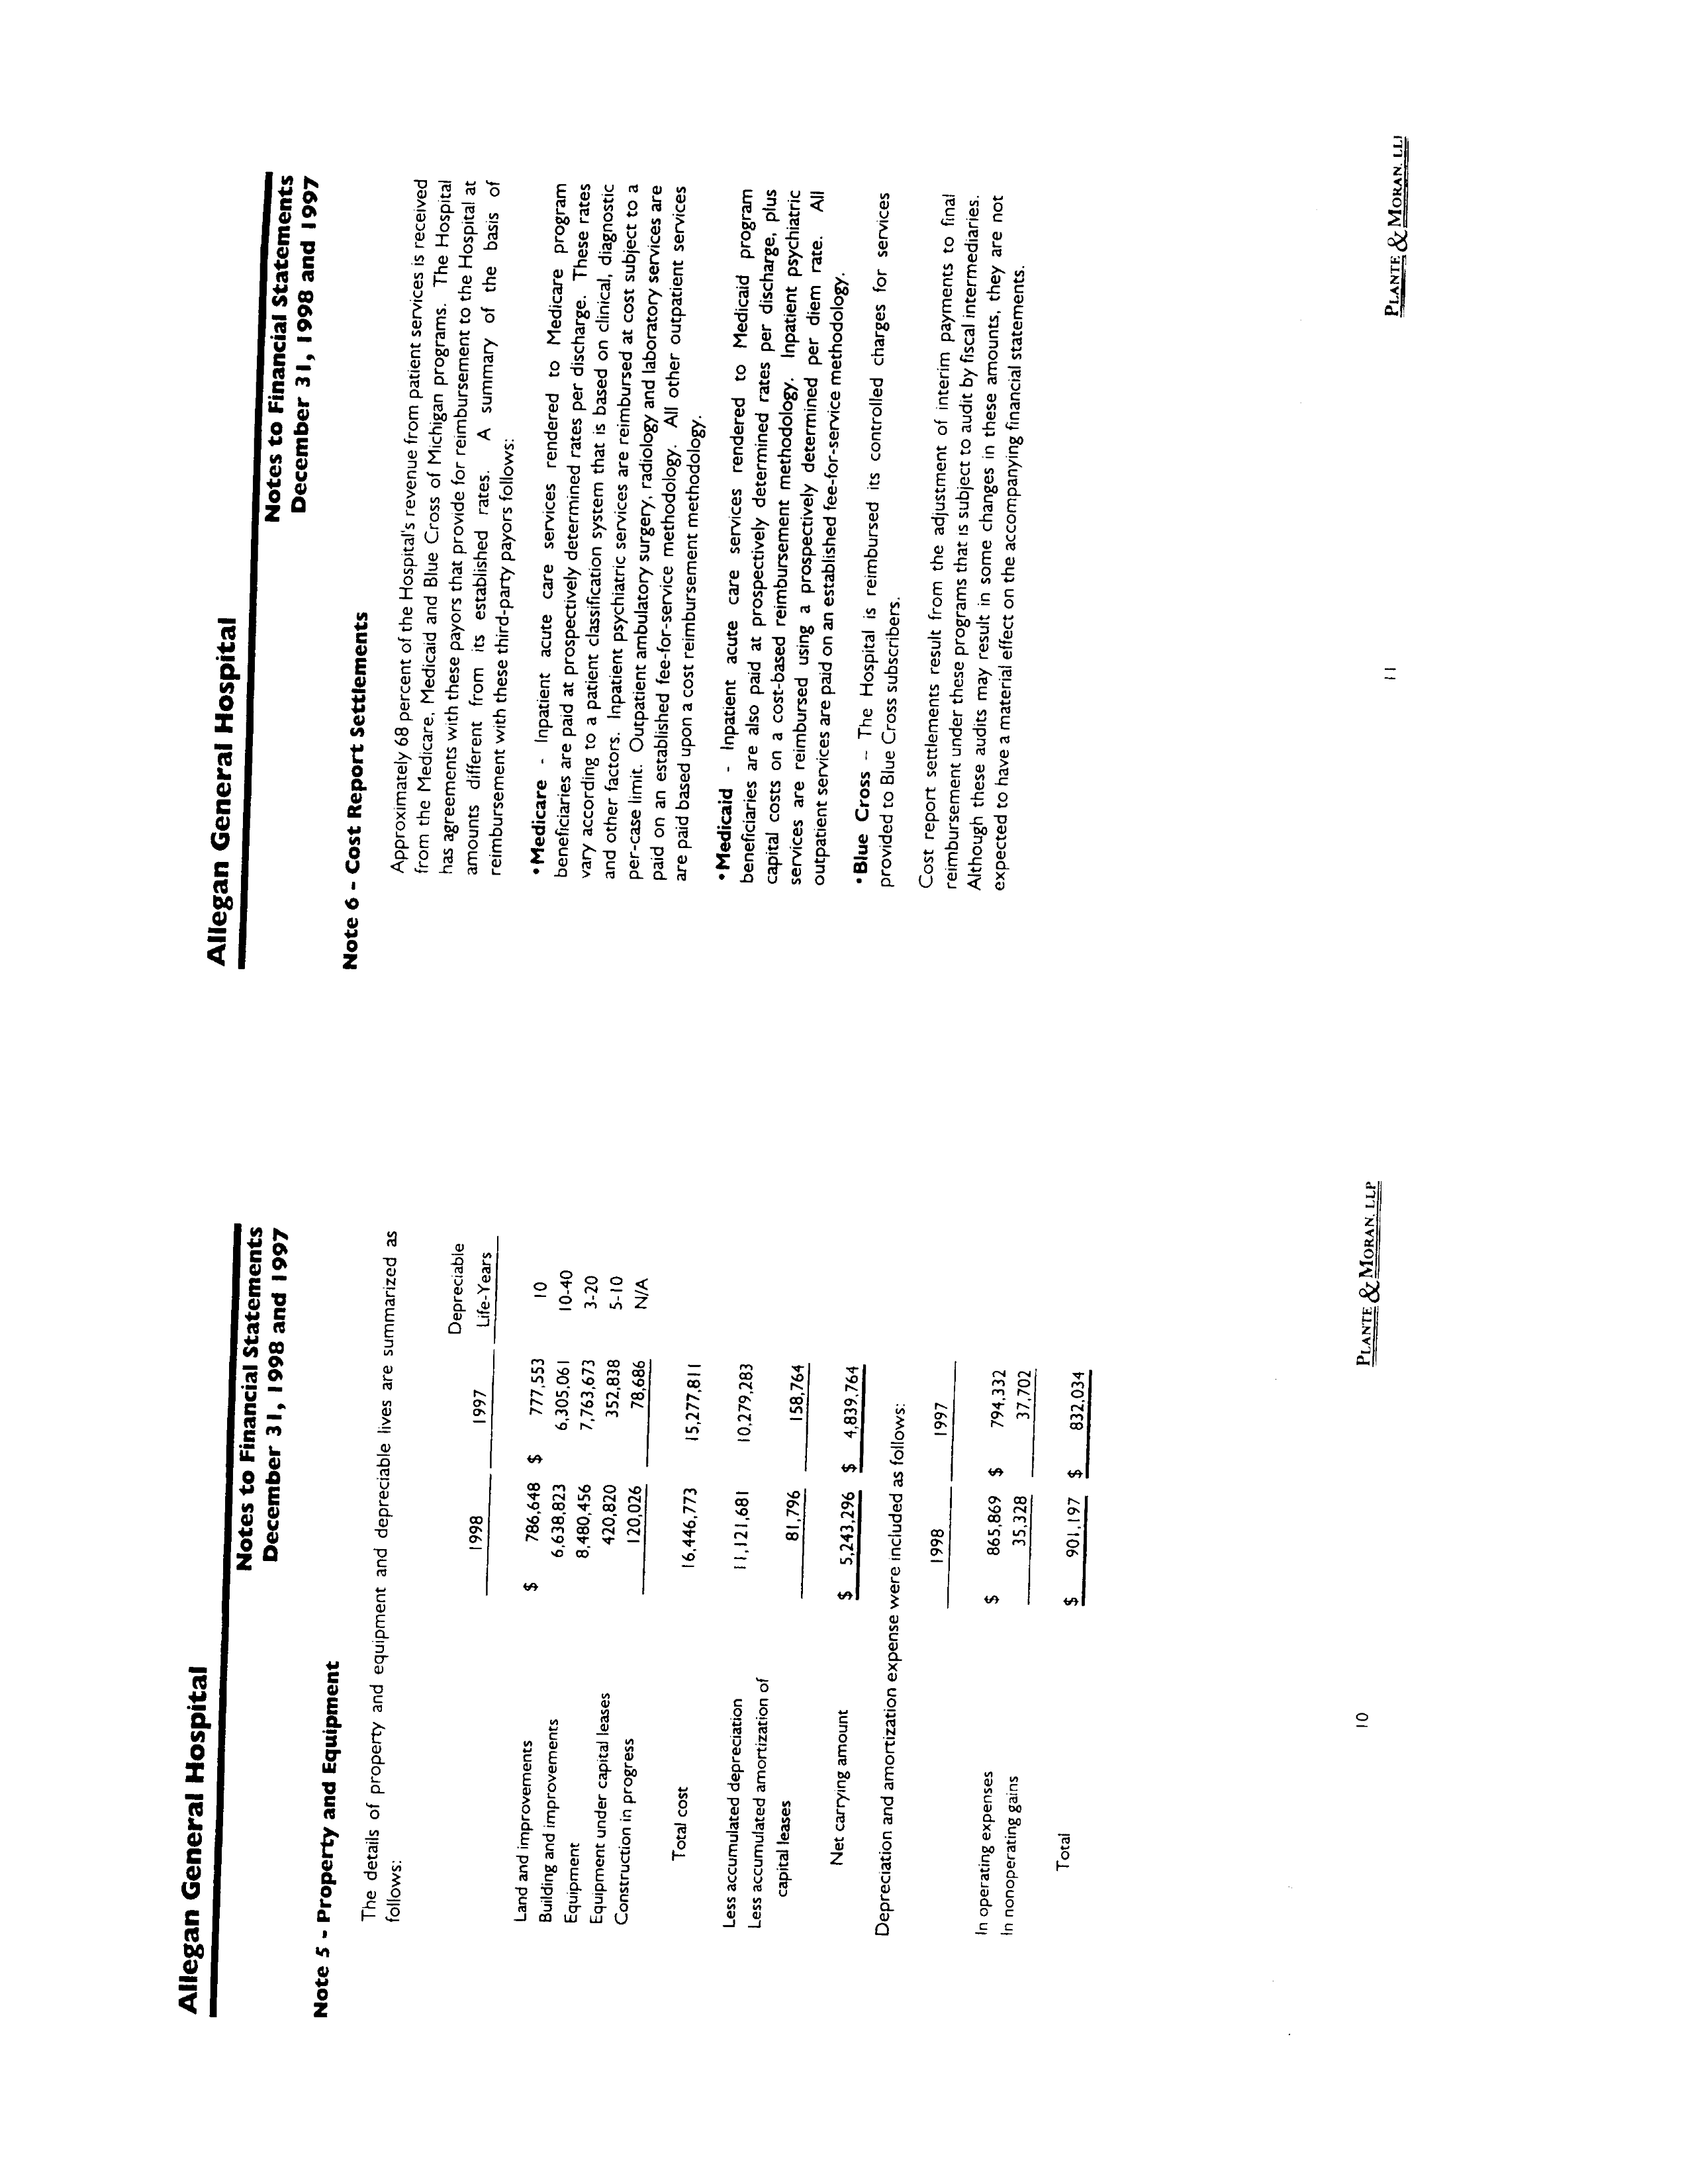 Allegan General Hospital
Notes to Financial Statements
December 31, 1998 and 1997
Note 5 - Property and Equipment
The details of property and equipment and depreciable lives are summarized as
follows:
Depreciable
1998 1997 Life-Years
Land and improvements $ 786,648 $ 777,553 10
Building and improvements 6,638,823 6,305,061 10-40
Equipment 8,480,456 7,763,673 3-20
Equipment under capital leases 420,820 352,838 5-10
Construction in progress 120,026 78,686 N/A
Total cost 16,446,773 15,277,811
Less accumulated depreciation 11,121,681 10,279,283
Less accumulated amortization of
capital leases 81,796 158,764
Net carrying amount $ 5,243,296 $ 4,839,764
Depreciation and amortization expense were included as follows:
1998 1997
In operating expenses $ 865,869 $ 794,332
In nonoperating gains 35,328 37,702
Total $ 901,197 $ 832,034
10
PLANTE & MORAN, LLP
Allegan General Hospital
Notes to Financial Statements
December 31, 1998 and 1997
Note 6 - Cost Report Settlements
Approximately 68 percent of the Hospital's revenue from patient services is received
from the Medicare, Medicaid and Blue Cross of Michigan programs. The Hospital
has agreements with these payors that provide for reimbursement to the Hospital at
amounts different from its established rates. A summary of the basis of
reimbursement with these third-party payors follows:
•Medicare - Inpatient acute care services rendered to Medicare program
beneficiaries are paid at prospectively determined rates per discharge. These rates
vary according to a patient classification system that is based on clinical, diagnostic
and other factors. Inpatient psychiatric services are reimbursed at cost subject to a
per-case limit. Outpatient ambulatory surgery, radiology and laboratory services are
paid on an established fee-for-service methodology. All other outpatient services
are paid based upon a cost reimbursement methodology.
•Medicaid - Inpatient acute care services rendered to Medicaid program
beneficiaries are also paid at prospectively determined rates per discharge, plus
capital costs on a cost-based reimbursement methodology. Inpatient psychiatric
services are reimbursed using a prospectively determined per diem rate. All
outpatient services are paid on an established fee-for-service methodology.
•Blue Cross -- The Hospital is reimbursed its controlled charges for services
provided to Blue Cross subscribers.
Cost report settlements result from the adjustment of interim payments to final
reimbursement under these programs that is subject to audit by fiscal intermediaries.
Although these audits may result in some changes in these amounts, they are not
expected to have a material effect on the accompanying financial statements.
11
PLANTE & MORAN, LLI